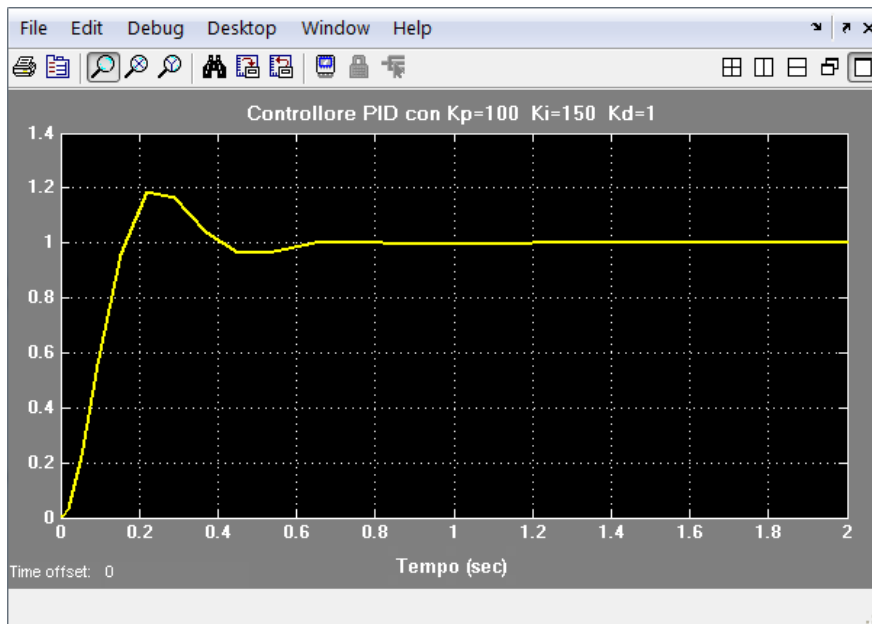 File Edit Debug Desktop Window Help
Controllore PID con Kp=100 Ki=150 Kd=1
1.4
1.2
1
0.8
0.6
0.4
0.2
0
0 0.2 0.4 0.6 0.8 1 1.2 1.4 1.6 1.8 2
Tempo (sec)
Time offset: 0